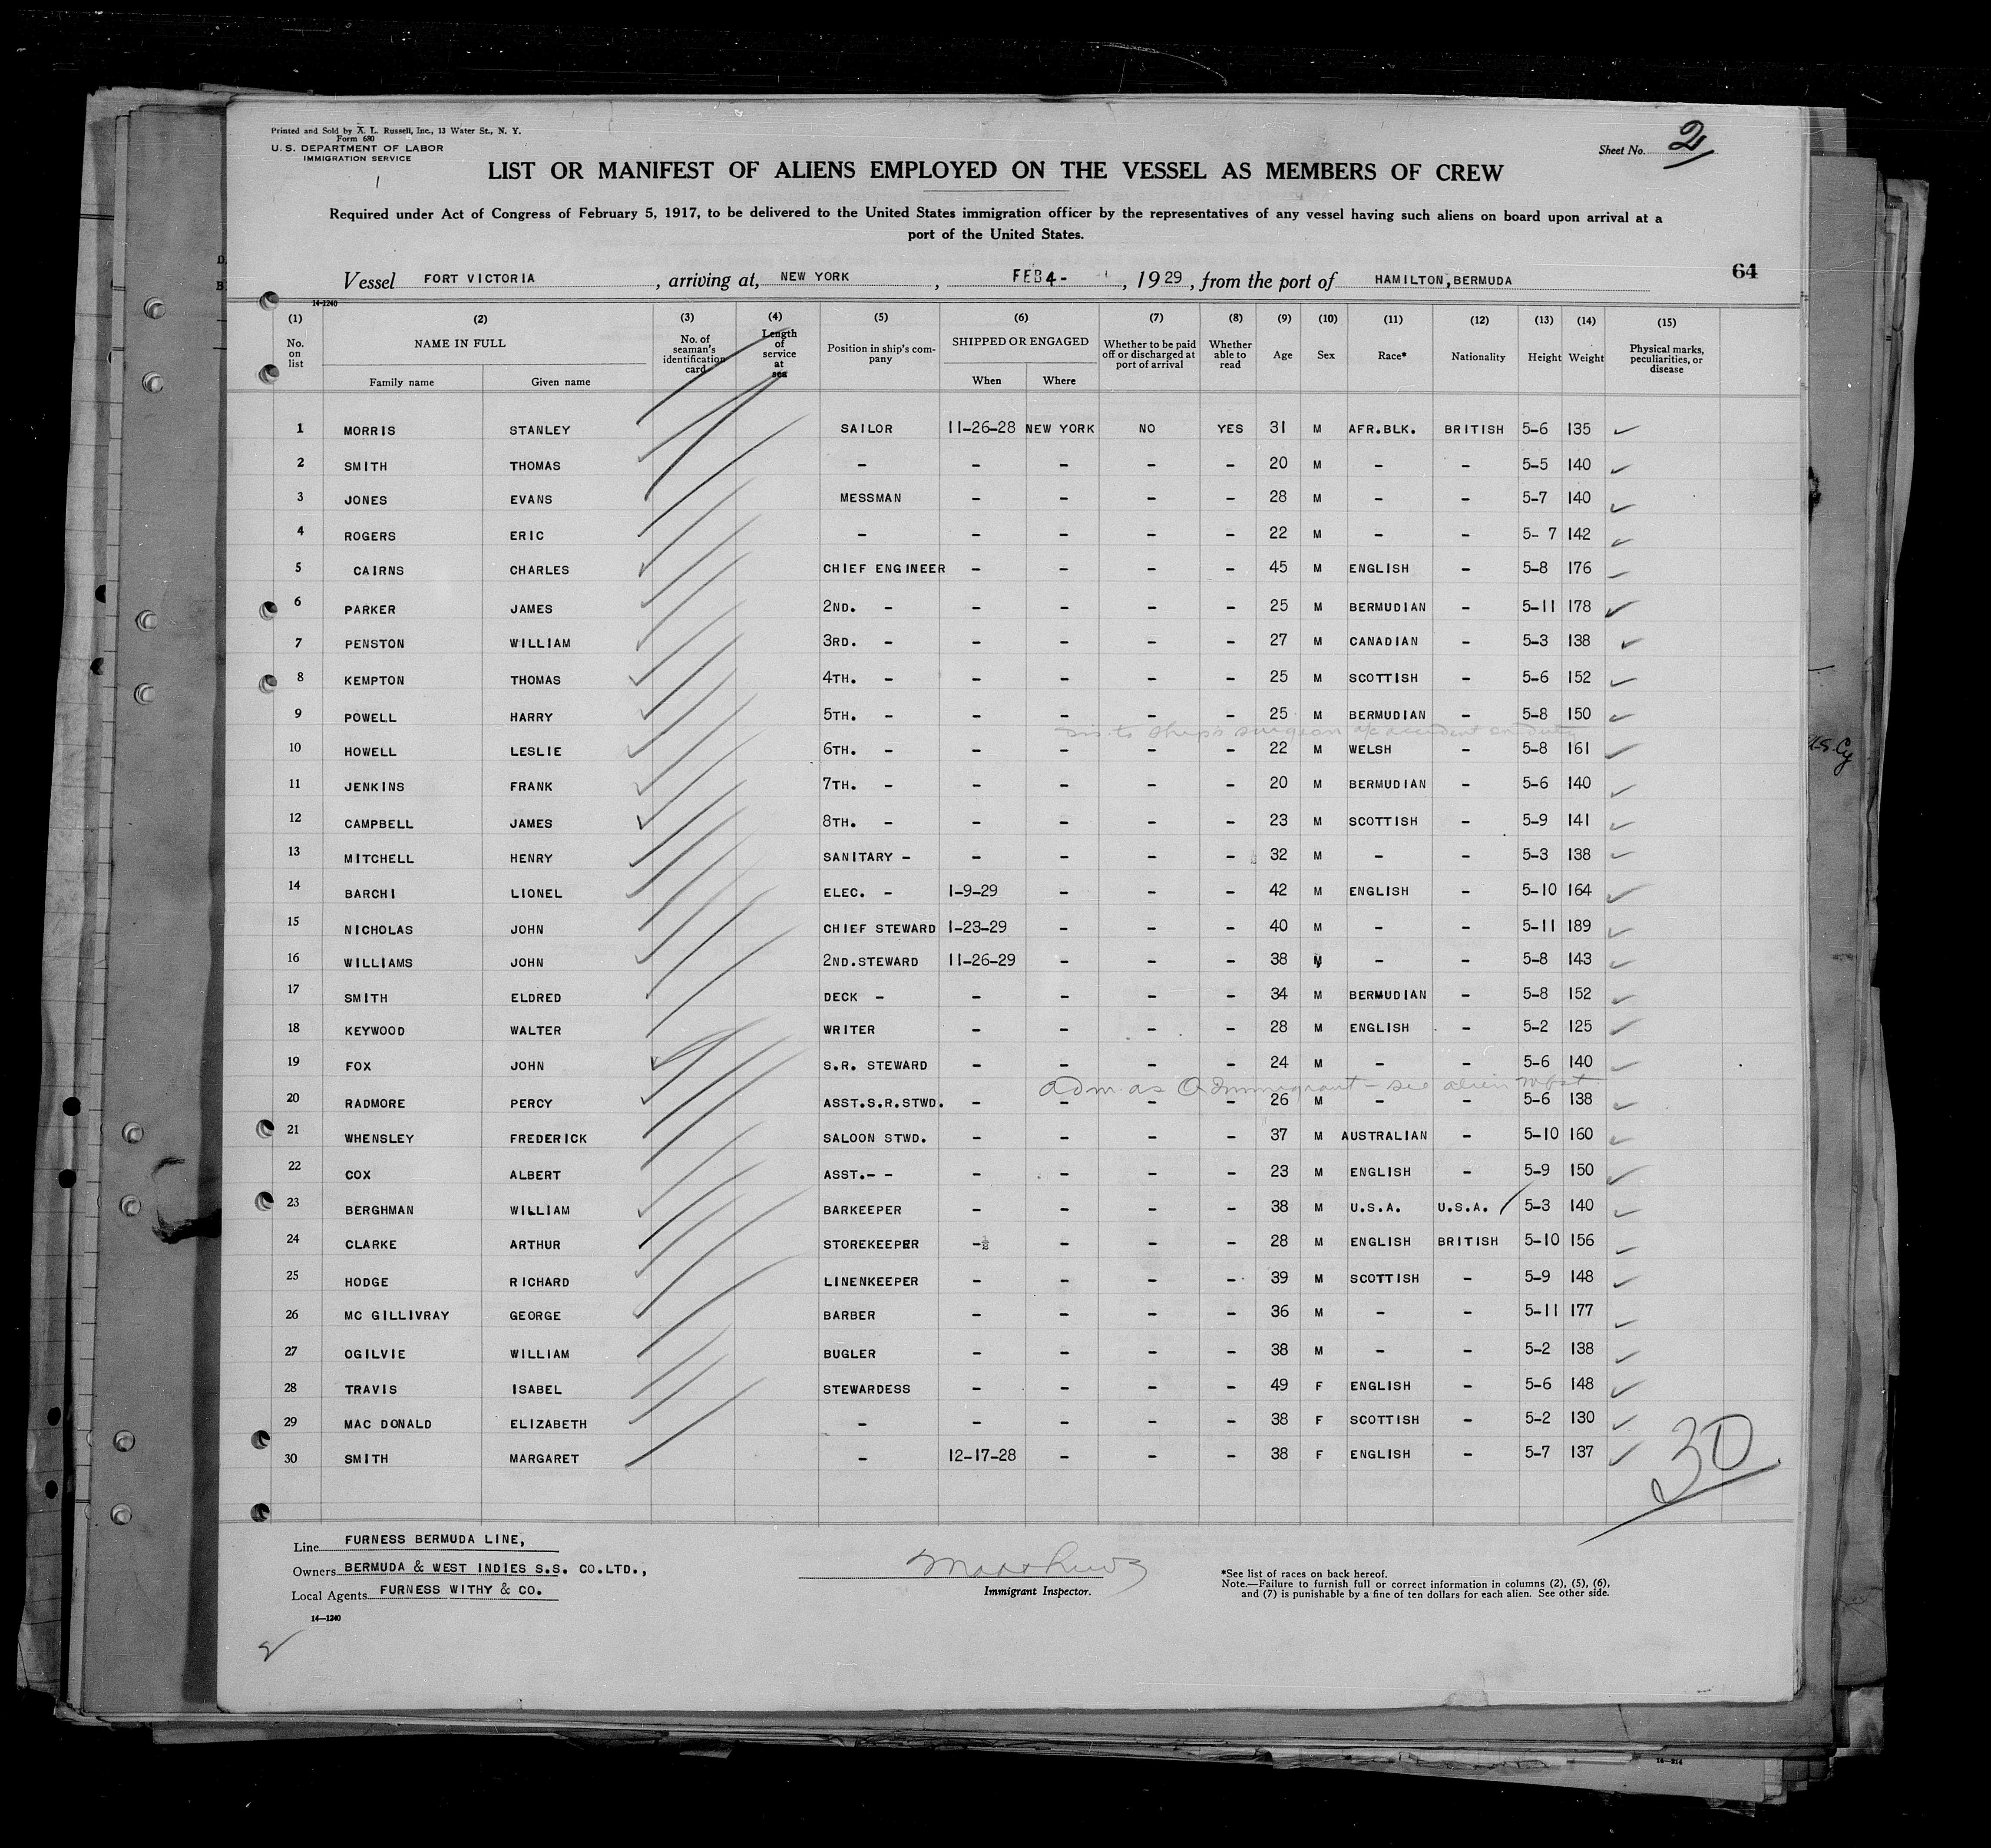 Printed and Sold by A. L. Russell, Inc., 13 Water St., N. Y.
Form 680
U. S. DEPARTMENT OF LABOR
IMMIGRATION SERVICE
Sheet No. 2
LIST OR MANIFEST OF ALIENS EMPLOYED ON THE VESSEL AS MEMBERS OF CREW
Required under Act of Congress of February 5, 1917, to be delivered to the United States immigration officer by the representatives of any vessel having such aliens on board upon arrival at a
port of the United States.
64
Vessel FORT VICTORIA , arriving at, NEW YORK , FEB 4- , 1929 , from the port of HAMILTON, BERMUDA
14-1240
(1) (2) (3) (4) (5) (6) (7) (8) (9) (10) (11) (12) (13) (14) (15)
No. on list NAME IN FULL Family name Given name No. of seaman's identification card Length of service at sea Position in ship's company SHIPPED OR ENGAGED When Where Whether to be paid off or discharged at port of arrival Whether able to read Age Sex Race* Nationality Height Weight Physical marks, peculiarities, or disease
1 MORRIS STANLEY SAILOR 11-26-28 NEW YORK NO YES 31 M AFR.BLK. BRITISH 5-6 135
2 SMITH THOMAS - - - - - 20 M - - 5-5 140
3 JONES EVANS MESSMAN - - - - 28 M - - 5-7 140
4 ROGERS ERIC - - - - - 22 M - - 5- 7 142
5 CAIRNS CHARLES CHIEF ENGINEER - - - - 45 M ENGLISH - 5-8 176
6 PARKER JAMES 2ND. - - - - - 25 M BERMUDIAN - 5-11 178
7 PENSTON WILLIAM 3RD. - - - - - 27 M CANADIAN - 5-3 138
8 KEMPTON THOMAS 4TH. - - - - - 25 M SCOTTISH - 5-6 152
9 POWELL HARRY 5TH. - - - - - 25 M BERMUDIAN - 5-8 150
to ship's surgeon accident on duty
10 HOWELL LESLIE 6TH. - - - - - 22 M WELSH - 5-8 161
11 JENKINS FRANK 7TH. - - - - - 20 M BERMUDIAN - 5-6 140
12 CAMPBELL JAMES 8TH. - - - - - 23 M SCOTTISH - 5-9 141
13 MITCHELL HENRY SANITARY - - - - - 32 M - - 5-3 138
14 BARCHI LIONEL ELEC. - 1-9-29 - - - 42 M ENGLISH - 5-10 164
15 NICHOLAS JOHN CHIEF STEWARD 1-23-29 - - - 40 M - - 5-11 189
16 WILLIAMS JOHN 2ND.STEWARD 11-26-29 - - - 38 M - - 5-8 143
17 SMITH ELDRED DECK - - - - - 34 M BERMUDIAN - 5-8 152
18 KEYWOOD WALTER WRITER - - - - 28 M ENGLISH - 5-2 125
19 FOX JOHN S.R. STEWARD - - - - 24 M - - 5-6 140
adm. as Immigrant - see alien mfst.
20 RADMORE PERCY ASST.S.R.STWD. - - - - 26 M - - 5-6 138
21 WHENSLEY FREDERICK SALOON STWD. - - - - 37 M AUSTRALIAN - 5-10 160
22 COX ALBERT ASST.- - - - - - 23 M ENGLISH - 5-9 150
23 BERGHMAN WILLIAM BARKEEPER - - - - 38 M U.S.A. U.S.A. 5-3 140
24 CLARKE ARTHUR STOREKEEPER - - - - 28 M ENGLISH BRITISH 5-10 156
25 HODGE RICHARD LINENKEEPER - - - - 39 M SCOTTISH - 5-9 148
26 MC GILLIVRAY GEORGE BARBER - - - - 36 M - - 5-11 177
27 OGILVIE WILLIAM BUGLER - - - - 38 M - - 5-2 138
28 TRAVIS ISABEL STEWARDESS - - - - 49 F ENGLISH - 5-6 148
29 MAC DONALD ELIZABETH - - - - - 38 F SCOTTISH - 5-2 130
30 SMITH MARGARET - 12-17-28 - - - 38 F ENGLISH - 5-7 137
30
Line FURNESS BERMUDA LINE,
Owners BERMUDA & WEST INDIES S.S. CO.LTD.,
Local Agents FURNESS WITHY & CO.
14-1240
Matthews
Immigrant Inspector.
*See list of races on back hereof.
Note.—Failure to furnish full or correct information in columns (2), (5), (6),
and (7) is punishable by a fine of ten dollars for each alien. See other side.
14-814